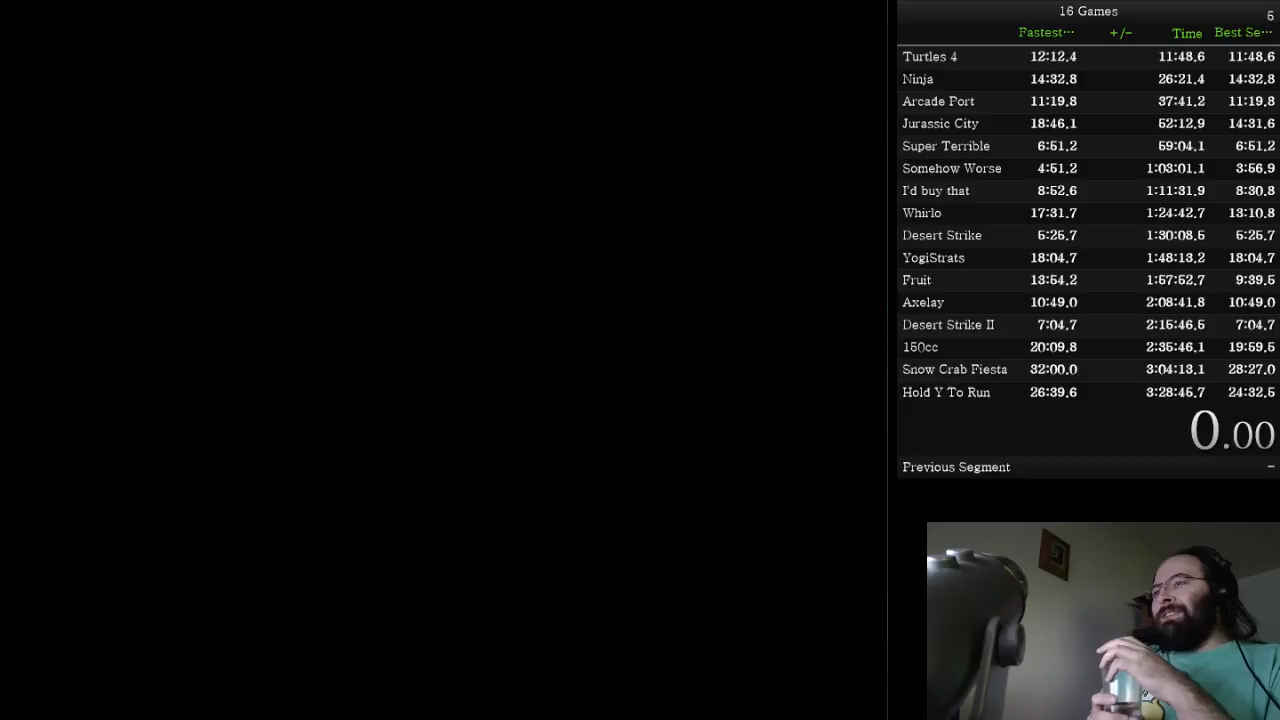 16 Games
5
Fastest… +/- Time Best Se…
Turtles 4 12:12.4 11:48.6 11:48.6
Ninja 14:32.8 26:21.4 14:32.8
Arcade Port 11:19.8 37:41.2 11:19.8
Jurassic City 18:46.1 52:12.9 14:31.6
Super Terrible 6:51.2 59:04.1 6:51.2
Somehow Worse 4:51.2 1:03:01.1 3:56.9
I'd buy that 8:52.6 1:11:31.9 8:30.8
Whirlo 17:31.7 1:24:42.7 13:10.8
Desert Strike 5:25.7 1:30:08.5 5:25.7
YogiStrats 18:04.7 1:48:13.2 18:04.7
Fruit 13:54.2 1:57:52.7 9:39.5
Axelay 10:49.0 2:08:41.8 10:49.0
Desert Strike II 7:04.7 2:15:46.5 7:04.7
150cc 20:09.8 2:35:46.1 19:59.5
Snow Crab Fiesta 32:00.0 3:04:13.1 28:27.0
Hold Y To Run 26:39.6 3:28:45.7 24:32.5
0.00
Previous Segment –